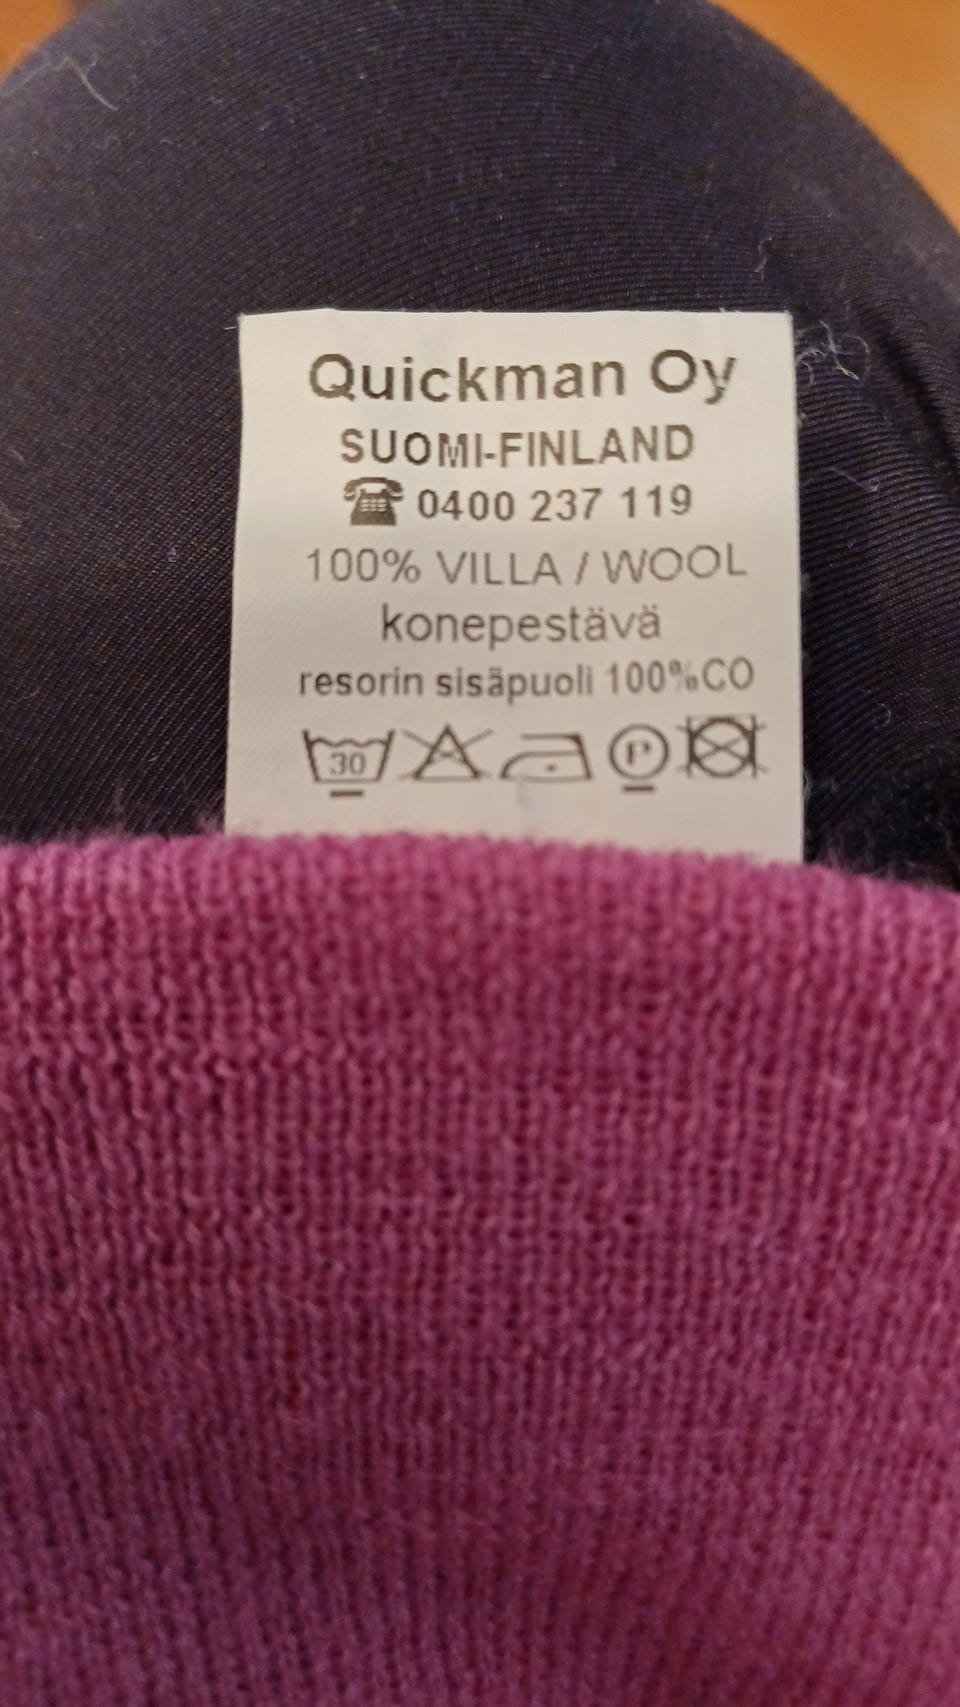 Quickman Oy
SUOMI-FINLAND
☎ 0400 237 119
100% VILLA / WOOL
konepestävä
resorin sisäpuoli 100%CO
30 P